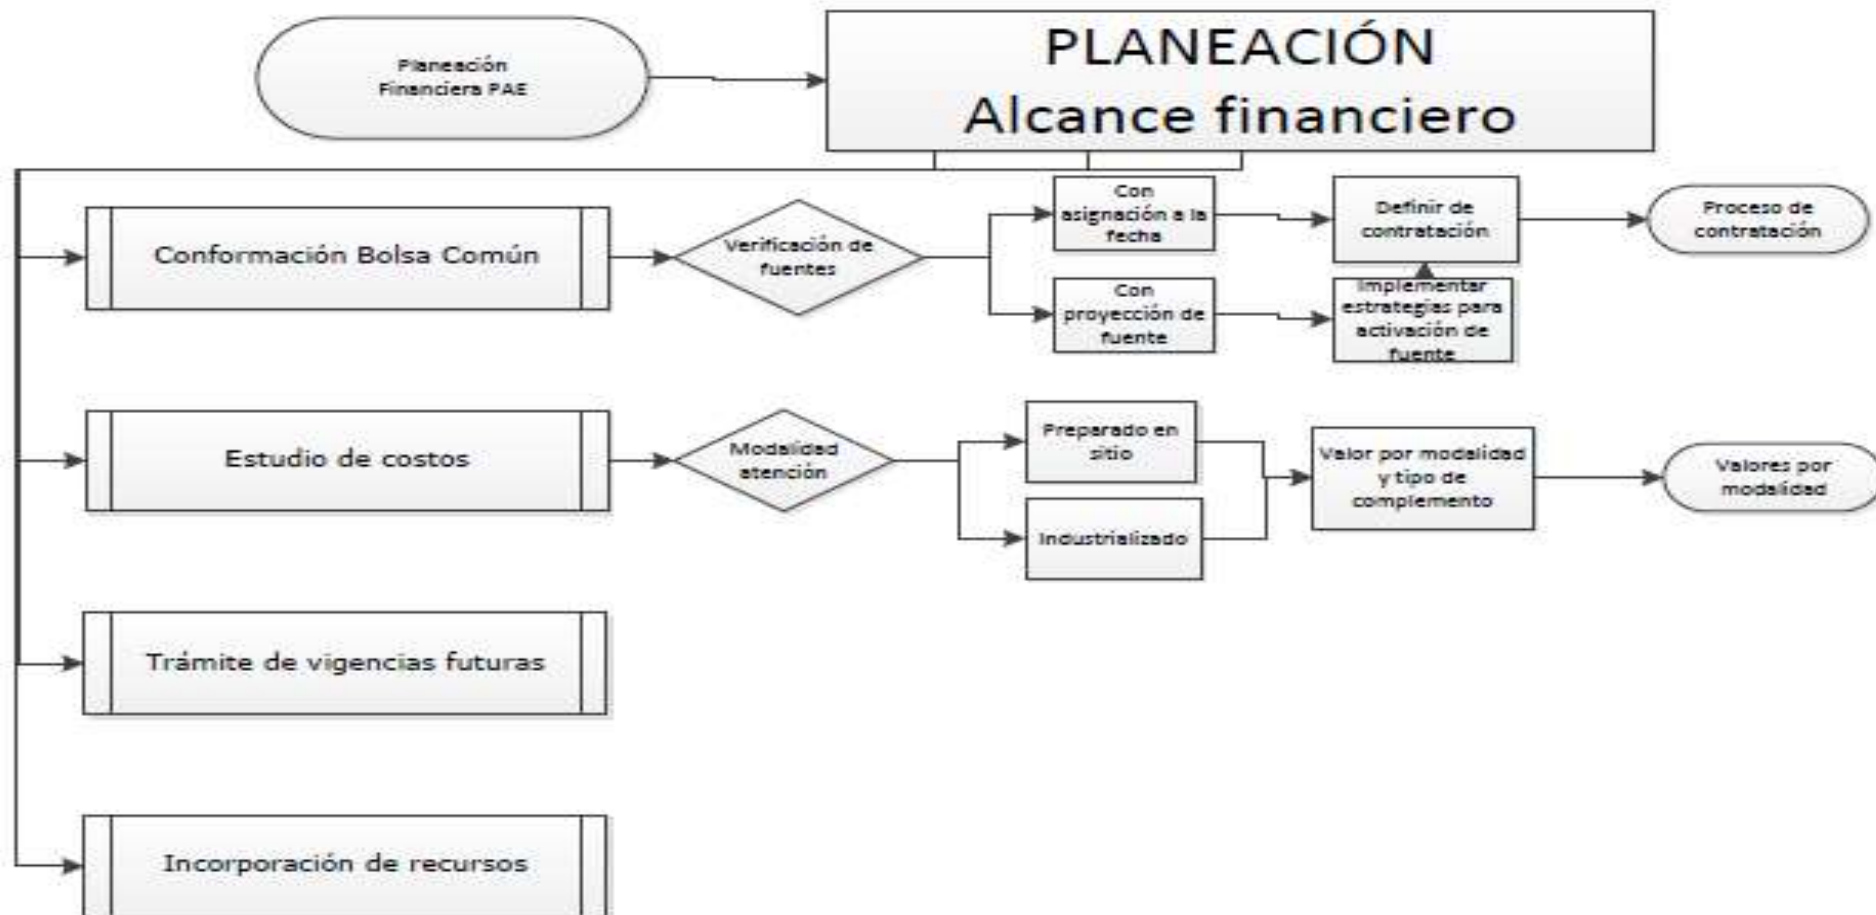 Planeación
Financiera PAE
PLANEACIÓN
Alcance financiero
Conformación Bolsa Común
Verificación de
fuentes
Con
asignación a la
fecha
Definir de
contratación
Proceso de
contratación
Con
proyección de
fuente
Implementar
estrategias para
activación de
fuente
Estudio de costos
Modalidad
atención
Preparado en
sitio
Industrializado
Valor por modalidad
y tipo de
complemento
Valores por
modalidad
Trámite de vigencias futuras
Incorporación de recursos